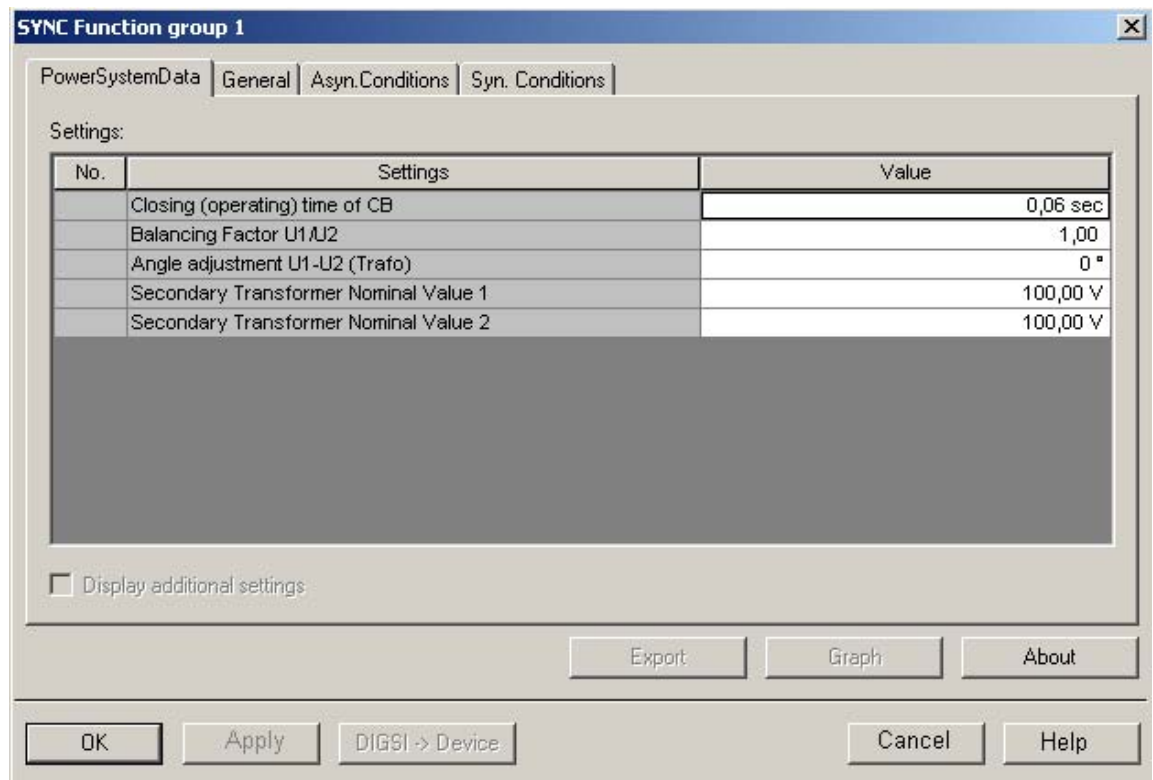 SYNC Function group 1
PowerSystemData General Asyn.Conditions Syn. Conditions
Settings:
No. Settings Value
Closing (operating) time of CB 0,06 sec
Balancing Factor U1/U2 1,00
Angle adjustment U1-U2 (Trafo) 0 °
Secondary Transformer Nominal Value 1 100,00 V
Secondary Transformer Nominal Value 2 100,00 V
Display additional settings
Export Graph About
OK Apply DIGSI -> Device Cancel Help